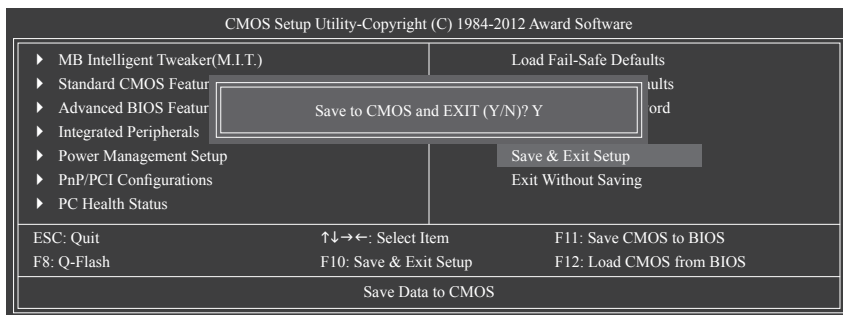 CMOS Setup Utility-Copyright (C) 1984-2012 Award Software
MB Intelligent Tweaker(M.I.T.)
Standard CMOS Featur
Advanced BIOS Featur
Integrated Peripherals
Power Management Setup
PnP/PCI Configurations
PC Health Status
Load Fail-Safe Defaults
Save & Exit Setup
Exit Without Saving
Save to CMOS and EXIT (Y/N)? Y
ESC: Quit ↑↓→←: Select Item F11: Save CMOS to BIOS
F8: Q-Flash F10: Save & Exit Setup F12: Load CMOS from BIOS
Save Data to CMOS